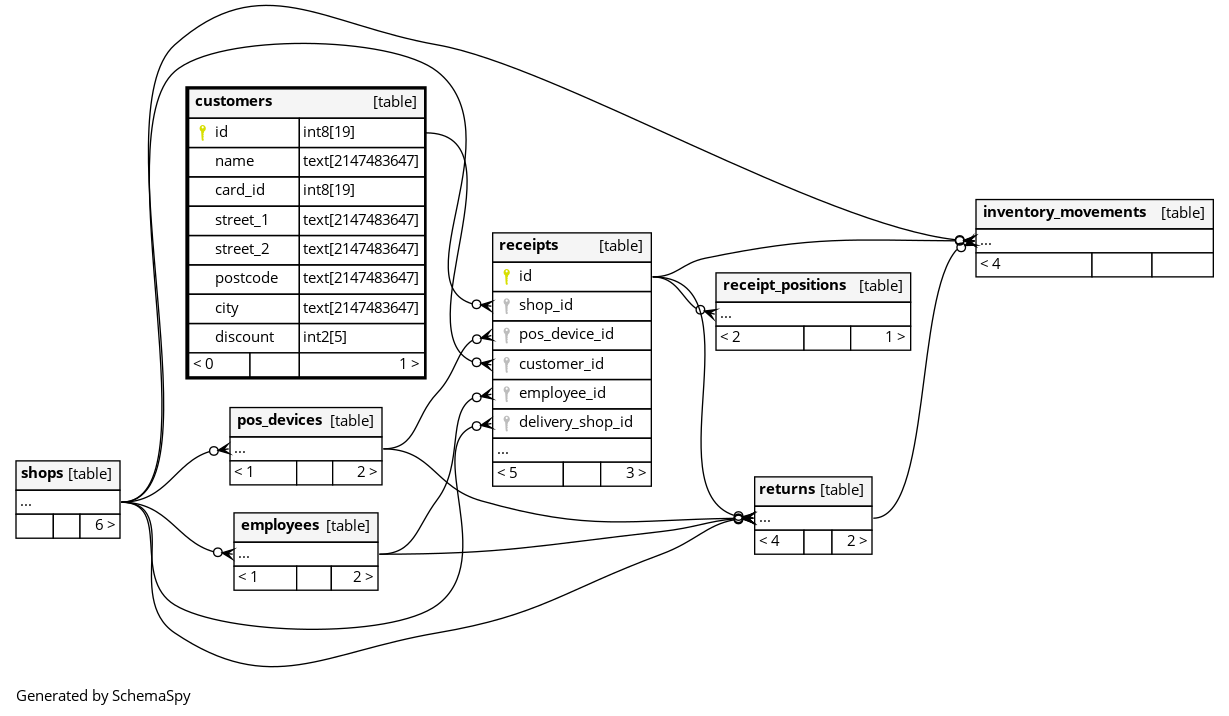 customers [table]
id int8[19]
name text[2147483647]
card_id int8[19]
street_1 text[2147483647]
street_2 text[2147483647]
postcode text[2147483647]
city text[2147483647]
discount int2[5]
< 0 1 >
receipts [table]
id
shop_id
pos_device_id
customer_id
employee_id
delivery_shop_id
...
< 5 3 >
inventory_movements [table]
...
< 4
receipt_positions [table]
...
< 2 1 >
pos_devices [table]
...
< 1 2 >
shops [table]
...
6 >
employees [table]
...
< 1 2 >
returns [table]
...
< 4 2 >
Generated by SchemaSpy